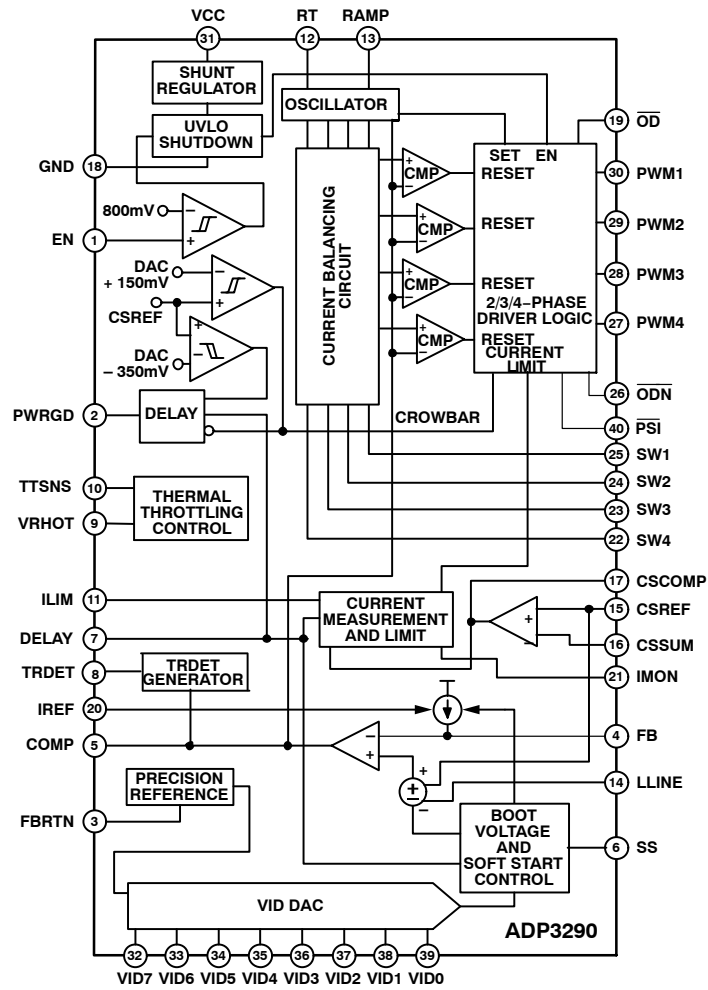 VCC
RT
RAMP
31
12
13
SHUNT
REGULATOR
OSCILLATOR
UVLO
SHUTDOWN
19
OD
GND
18
SET EN
+
–
CMP
RESET
30
PWM1
800mV
–
+
EN
1
CURRENT BALANCING
CIRCUIT
+
–
CMP
RESET
29
PWM2
DAC
+ 150mV
–
+
CSREF
+
–
CMP
RESET
28
PWM3
2/3/4–PHASE
DRIVER LOGIC
+
–
DAC
– 350mV
+
–
CMP
RESET
27
PWM4
CURRENT
LIMIT
26
ODN
PWRGD
2
DELAY
CROWBAR
40
PSI
25
SW1
24
SW2
23
SW3
22
SW4
TTSNS
10
VRHOT
9
THERMAL
THROTTLING
CONTROL
17
CSCOMP
ILIM
11
CURRENT
MEASUREMENT
AND LIMIT
+
–
15
CSREF
DELAY
7
16
CSSUM
TRDET
8
TRDET
GENERATOR
21
IMON
IREF
20
COMP
5
–
+
4
FB
+
+
–
–
14
LLINE
PRECISION
REFERENCE
FBRTN
3
BOOT
VOLTAGE
AND
SOFT START
CONTROL
6
SS
VID DAC
ADP3290
32
33
34
35
36
37
38
39
VID7 VID6 VID5 VID4 VID3 VID2 VID1 VID0